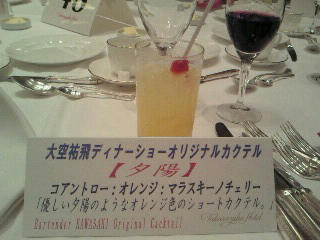 40
大空祐飛ディナーショーオリジナルカクテル
【夕陽】
コアントロー:オレンジ:マラスキーノチェリー
「優しい夕陽のようなオレンジ色のショートカクテル。」
Bartender KAWASAKI Original Cocktail
Takarazuka Hotel